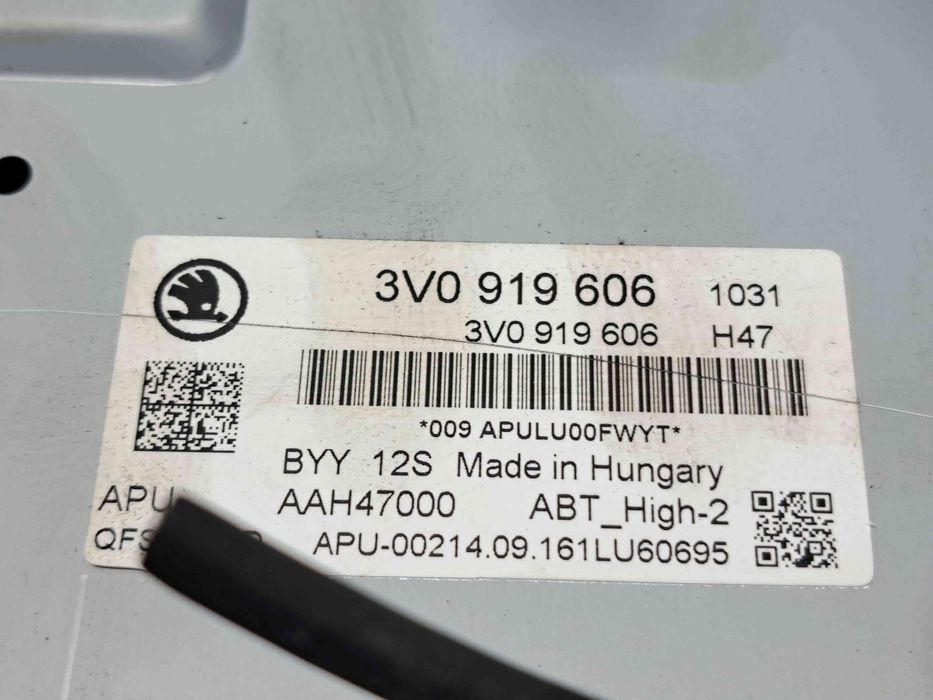 3V0 919 606 1031
3V0 919 606 H47
*009 APULU00FWYT*
BYY 12S Made in Hungary
APU AAH47000 ABT_High-2
APU-00214.09.161LU60695